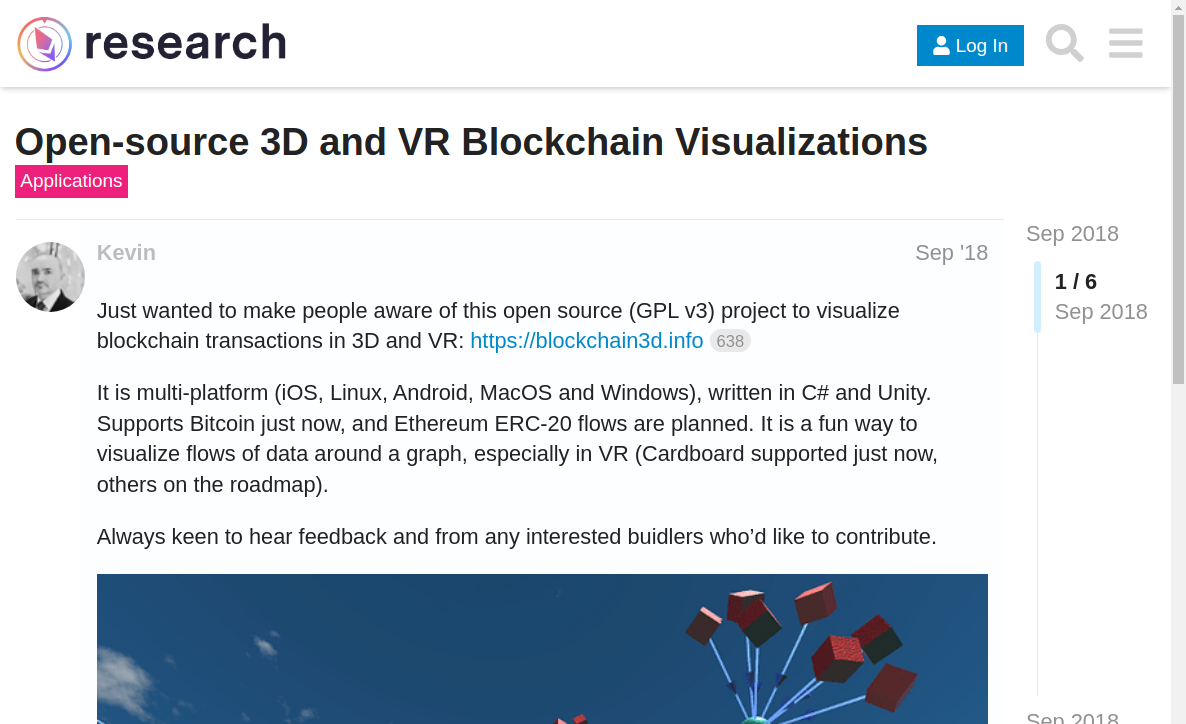 research
Log In
Open-source 3D and VR Blockchain Visualizations
Applications
Kevin
Sep '18
Just wanted to make people aware of this open source (GPL v3) project to visualize
blockchain transactions in 3D and VR: https://blockchain3d.info 638
It is multi-platform (iOS, Linux, Android, MacOS and Windows), written in C# and Unity.
Supports Bitcoin just now, and Ethereum ERC-20 flows are planned. It is a fun way to
visualize flows of data around a graph, especially in VR (Cardboard supported just now,
others on the roadmap).
Always keen to hear feedback and from any interested buidlers who’d like to contribute.
Sep 2018
1 / 6
Sep 2018
Sep 2018